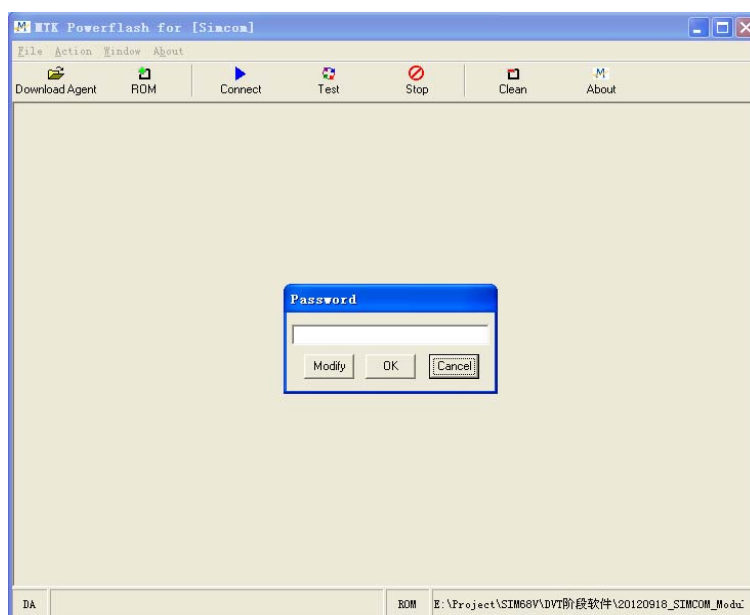 MTK Powerflash for [Simcom]
File Action Window About
Download Agent ROM Connect Test Stop Clean About
Password
Modify OK Cancel
DA ROM E:\Project\SIM68V\DVT阶段软件\20120918_SIMCOM_Modu